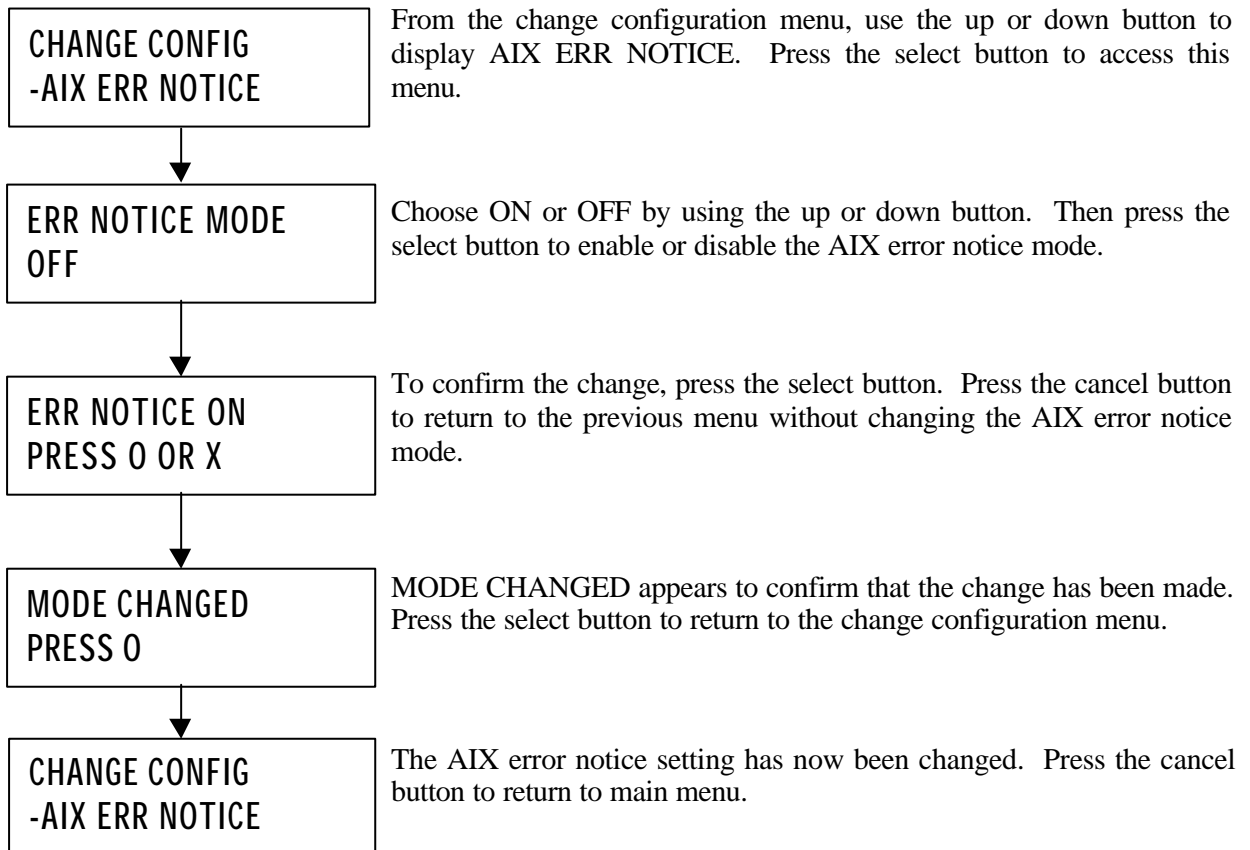 CHANGE CONFIG
-AIX ERR NOTICE
From the change configuration menu, use the up or down button to
display AIX ERR NOTICE. Press the select button to access this
menu.
ERR NOTICE MODE
OFF
Choose ON or OFF by using the up or down button. Then press the
select button to enable or disable the AIX error notice mode.
ERR NOTICE ON
PRESS O OR X
To confirm the change, press the select button. Press the cancel button
to return to the previous menu without changing the AIX error notice
mode.
MODE CHANGED
PRESS O
MODE CHANGED appears to confirm that the change has been made.
Press the select button to return to the change configuration menu.
CHANGE CONFIG
-AIX ERR NOTICE
The AIX error notice setting has now been changed. Press the cancel
button to return to main menu.